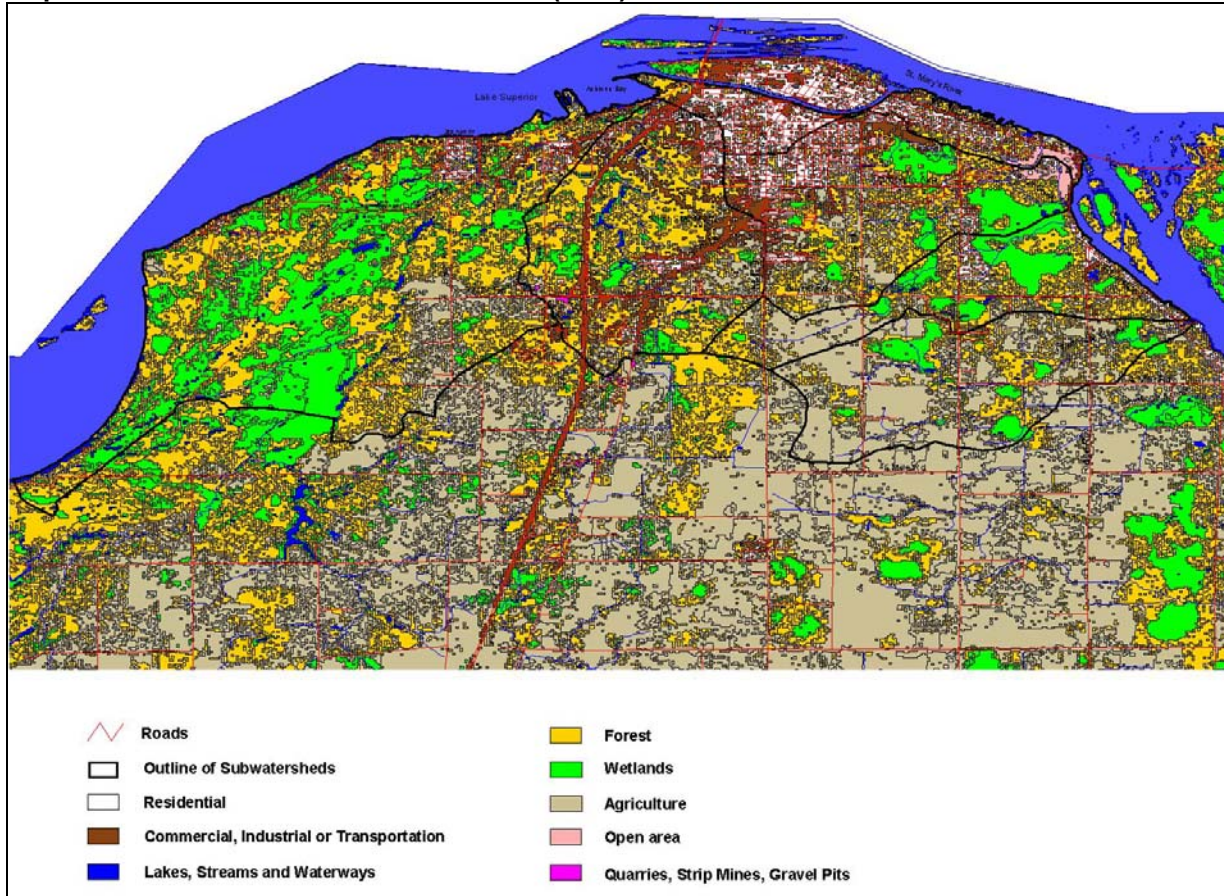 Lake Superior
St. Mary's River
Roads
Outline of Subwatersheds
Residential
Commercial, Industrial or Transportation
Lakes, Streams and Waterways
Forest
Wetlands
Agriculture
Open area
Quarries, Strip Mines, Gravel Pits